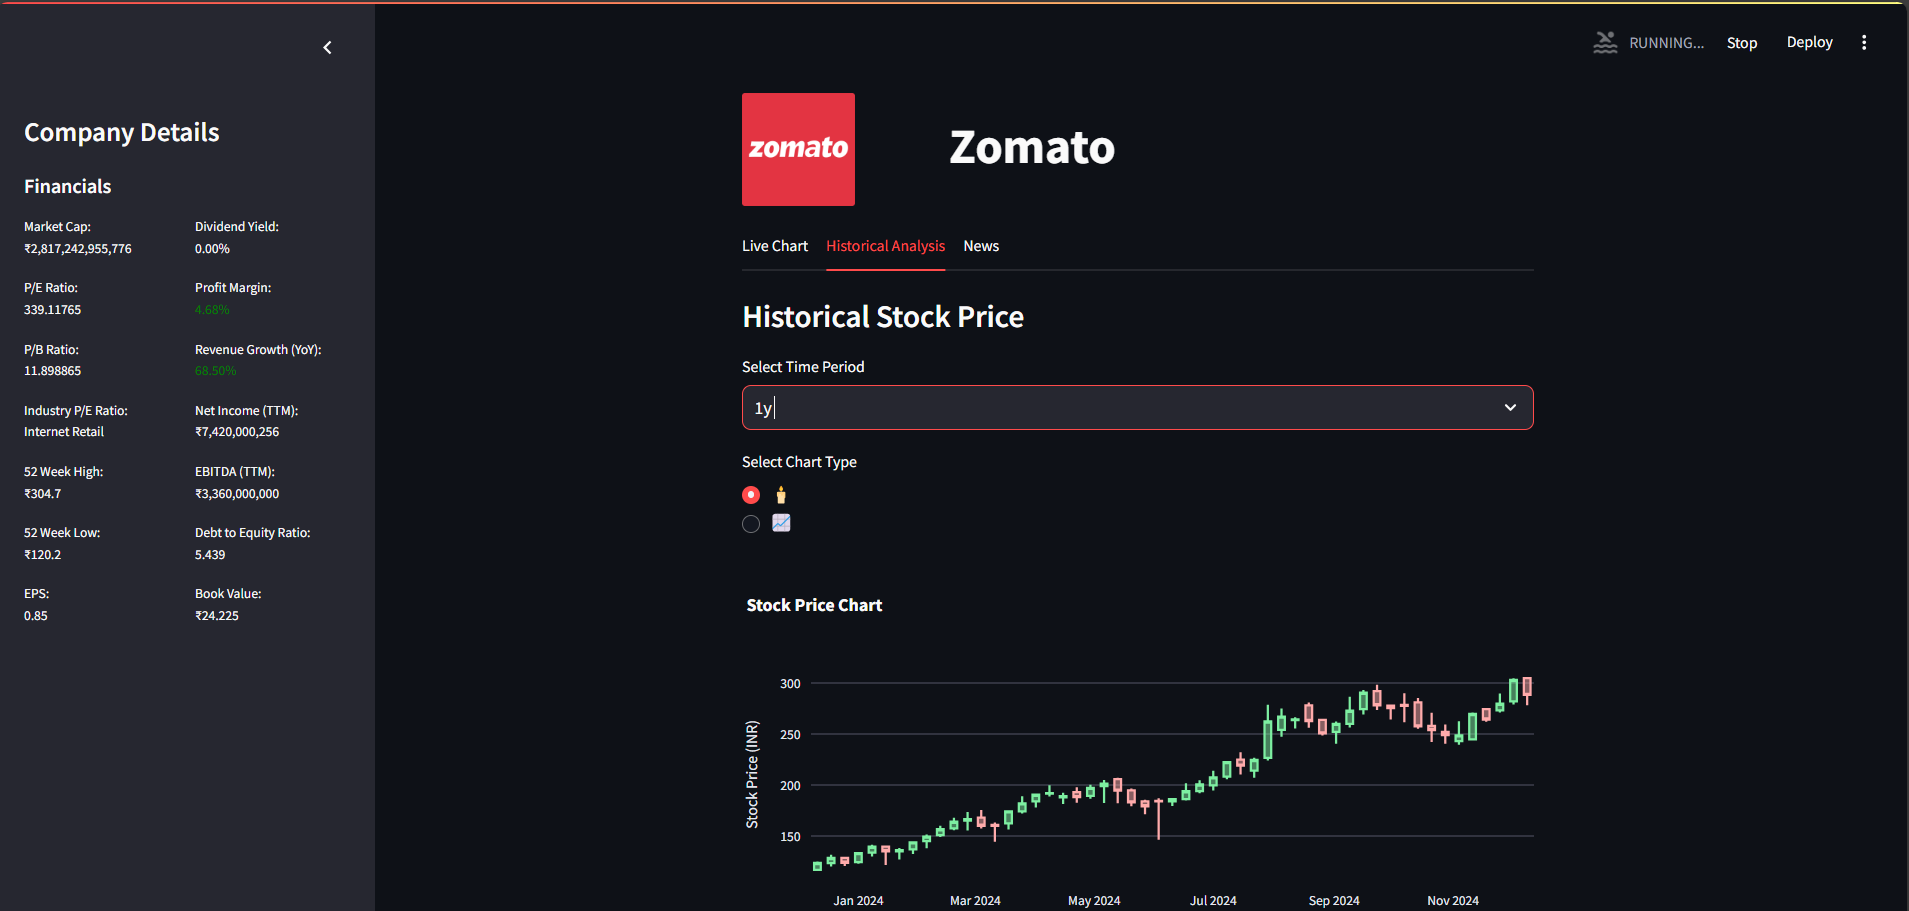 RUNNING...
Stop
Deploy
Company Details
Financials
Market Cap:
₹2,817,242,955,776
Dividend Yield:
0.00%
P/E Ratio:
339.11765
Profit Margin:
4.68%
P/B Ratio:
11.898865
Revenue Growth (YoY):
68.50%
Industry P/E Ratio:
Internet Retail
Net Income (TTM):
₹7,420,000,256
52 Week High:
₹304.7
EBITDA (TTM):
₹3,360,000,000
52 Week Low:
₹120.2
Debt to Equity Ratio:
5.439
EPS:
0.85
Book Value:
₹24.225
zomato
Zomato
Live Chart
Historical Analysis
News
Historical Stock Price
Select Time Period
1y
Select Chart Type
Stock Price Chart
Stock Price (INR)
300
250
200
150
Jan 2024
Mar 2024
May 2024
Jul 2024
Sep 2024
Nov 2024